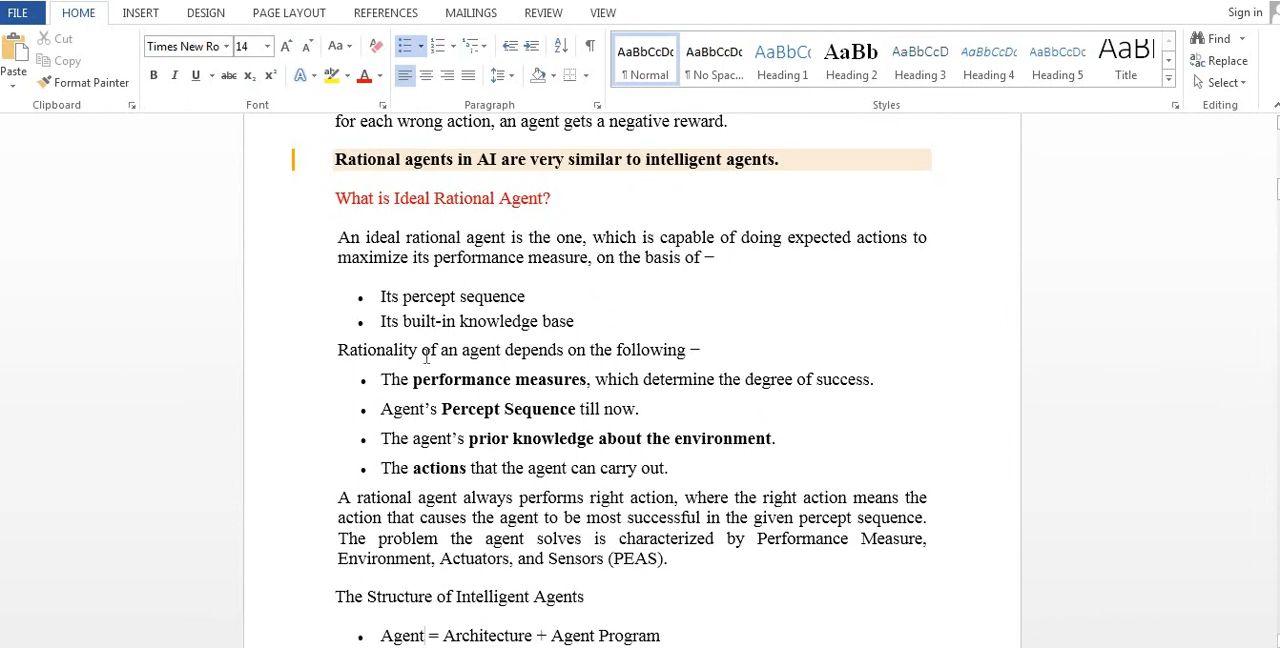 FILE HOME INSERT DESIGN PAGE LAYOUT REFERENCES MAILINGS REVIEW VIEW Sign in
Cut
Copy
Paste
Format Painter
Clipboard
Times New Ro 14 Aa
B I U abc X₂ X² A A
Font
Paragraph
AaBbCcDc AaBbCcDc AaBbC AaBb AaBbCcD AaBbCcDc AaBbCcDc AaBl
¶ Normal ¶ No Spac... Heading 1 Heading 2 Heading 3 Heading 4 Heading 5 Title
Styles
Find
Replace
Select
Editing
for each wrong action, an agent gets a negative reward.
Rational agents in AI are very similar to intelligent agents.
What is Ideal Rational Agent?
An ideal rational agent is the one, which is capable of doing expected actions to
maximize its performance measure, on the basis of −
• Its percept sequence
• Its built-in knowledge base
Rationality of an agent depends on the following −
• The performance measures, which determine the degree of success.
• Agent’s Percept Sequence till now.
• The agent’s prior knowledge about the environment.
• The actions that the agent can carry out.
A rational agent always performs right action, where the right action means the
action that causes the agent to be most successful in the given percept sequence.
The problem the agent solves is characterized by Performance Measure,
Environment, Actuators, and Sensors (PEAS).
The Structure of Intelligent Agents
• Agent = Architecture + Agent Program